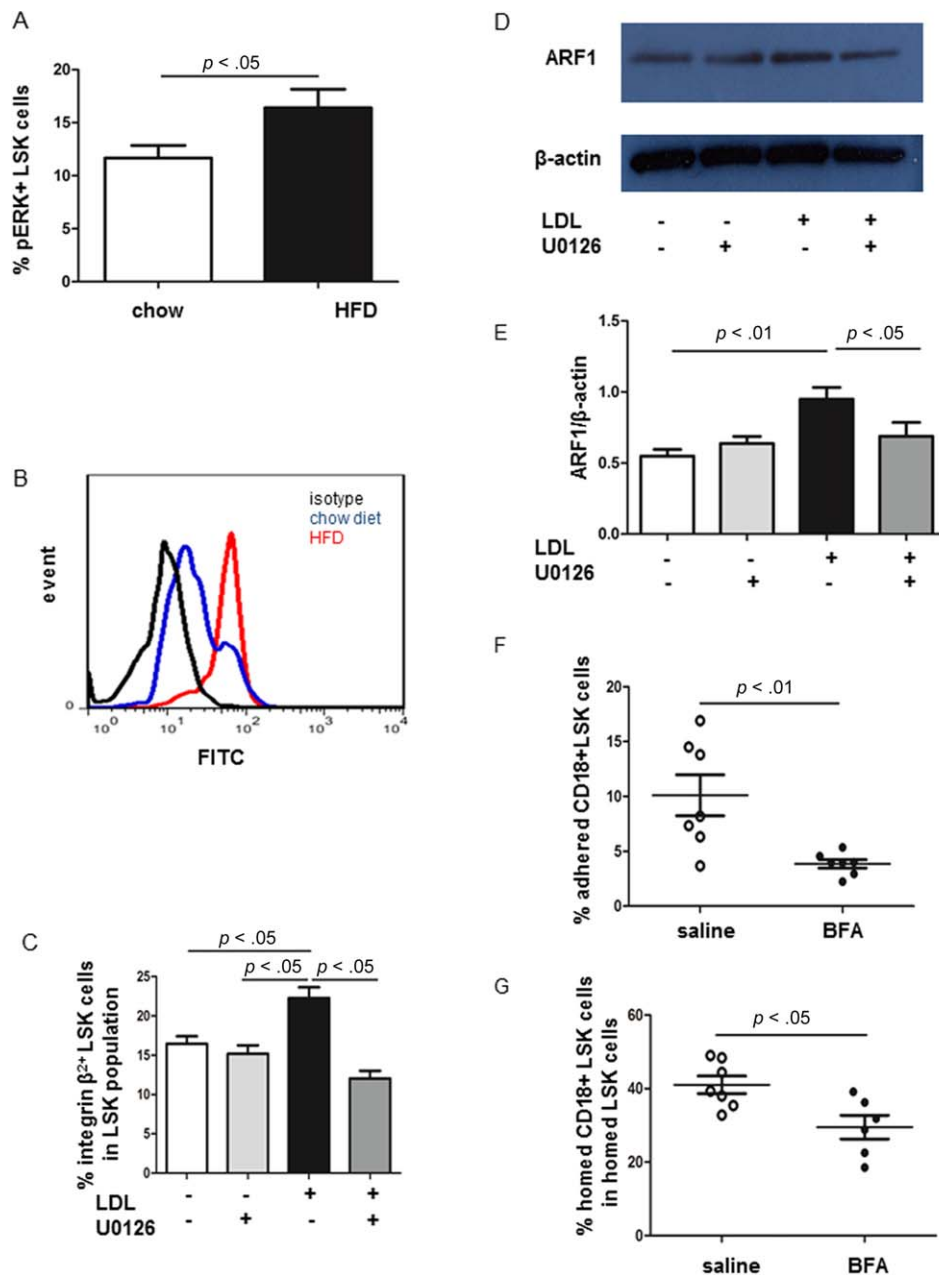 A
p < .05
% pERK+ LSK cells
20
15
10
5
0
chow HFD
B
isotype
chow diet
HFD
event
0
10⁰ 10¹ 10² 10³ 10⁴
FITC
C
p < .05
p < .05 p < .05
% integrin β²⁺ LSK cells
in LSK population
25
20
15
10
5
0
LDL - - + +
U0126 - + - +
D
ARF1
β-actin
LDL - - + +
U0126 - + - +
E
p < .01 p < .05
ARF1/β-actin
1.5
1.0
0.5
0.0
LDL - - + +
U0126 - + - +
F
p < .01
% adhered CD18+LSK cells
20
15
10
5
0
saline BFA
G
p < .05
% homed CD18+ LSK cells
in homed LSK cells
60
40
20
0
saline BFA